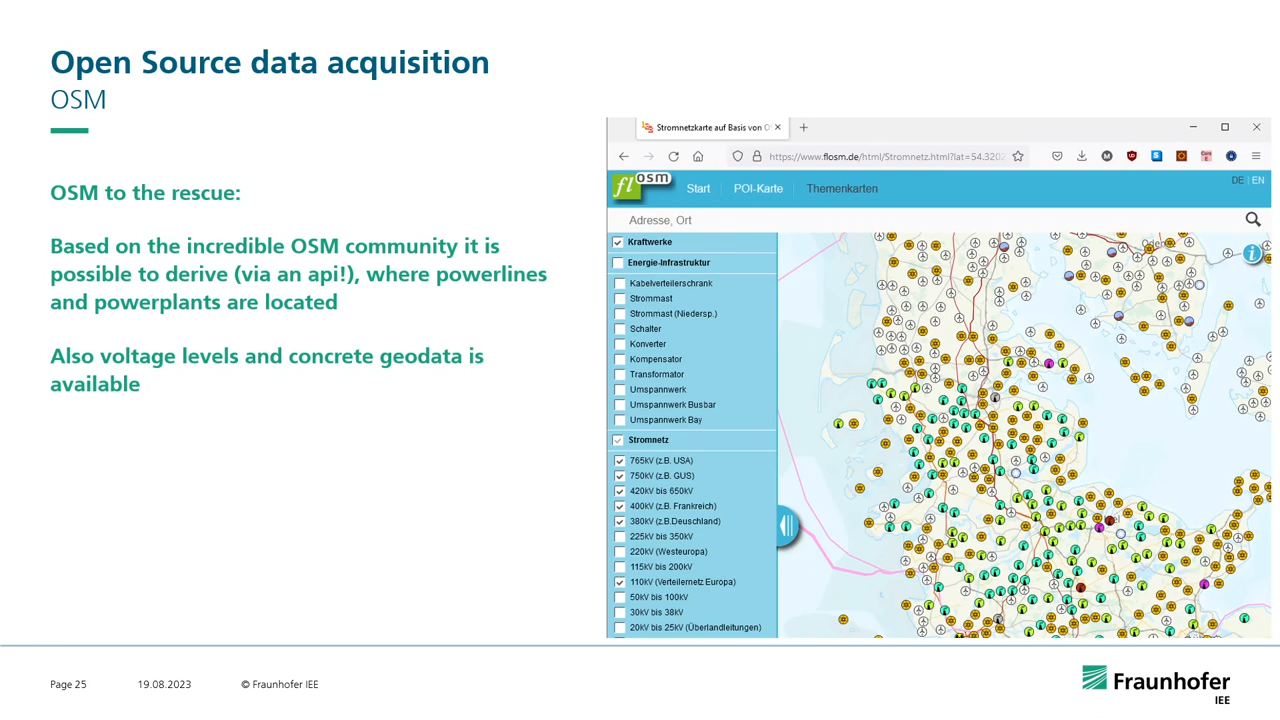 Open Source data acquisition
OSM
OSM to the rescue:
Based on the incredible OSM community it is
possible to derive (via an api!), where powerlines
and powerplants are located
Also voltage levels and concrete geodata is
available
Stromnetzkarte auf Basis von O
https://www.flosm.de/html/Stromnetz.html?lat=54.320
fl osm
Start
POI-Karte
Themenkarten
DE | EN
Adresse, Ort
Kraftwerke
Energie-Infrastruktur
Kabelverteilerschrank
Strommast
Strommast (Niedersp.)
Schalter
Konverter
Kompensator
Transformator
Umspannwerk
Umspannwerk Busbar
Umspannwerk Bay
Stromnetz
765kV (z.B. USA)
750kV (z.B. GUS)
420kV bis 650kV
400kV (z.B. Frankreich)
380kV (z.B.Deuschland)
225kV bis 350kV
220kV (Westeuropa)
115kV bis 200kV
110kV (Verteilernetz Europa)
50kV bis 100kV
30kV bis 38kV
20kV bis 25kV (Überlandleitungen)
Page 25
19.08.2023
© Fraunhofer IEE
Fraunhofer
IEE